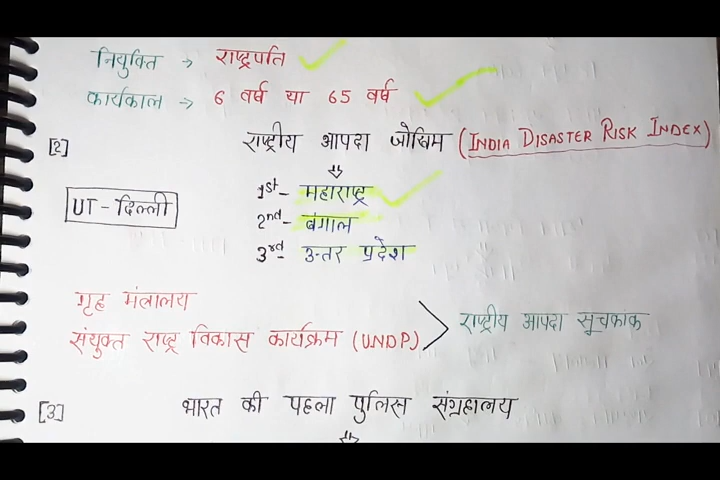 नियुक्ति → राष्ट्रपति
कार्यकाल → 6 वर्ष या 65 वर्ष
[2] राष्ट्रीय आपदा जोखिम (INDIA DISASTER RISK INDEX)
⇓
1st- महाराष्ट्र
UT-दिल्ली
2nd- बंगाल
3rd- उत्तर प्रदेश
गृह मंत्रालय
संयुक्त राष्ट्र विकास कार्यक्रम (UNDP) > राष्ट्रीय आपदा सूचकांक
[3] भारत की पहला पुलिस संग्रहालय
⇓